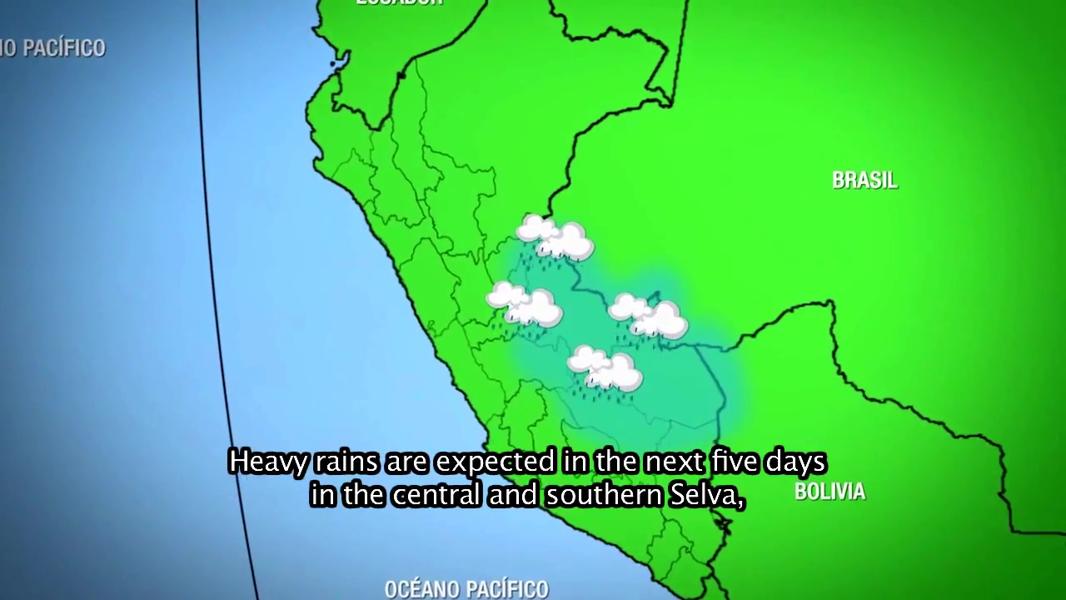 ECUADOR
PACÍFICO
BRASIL
Heavy rains are expected in the next five days
in the central and southern Selva,
BOLIVIA
OCÉANO PACÍFICO